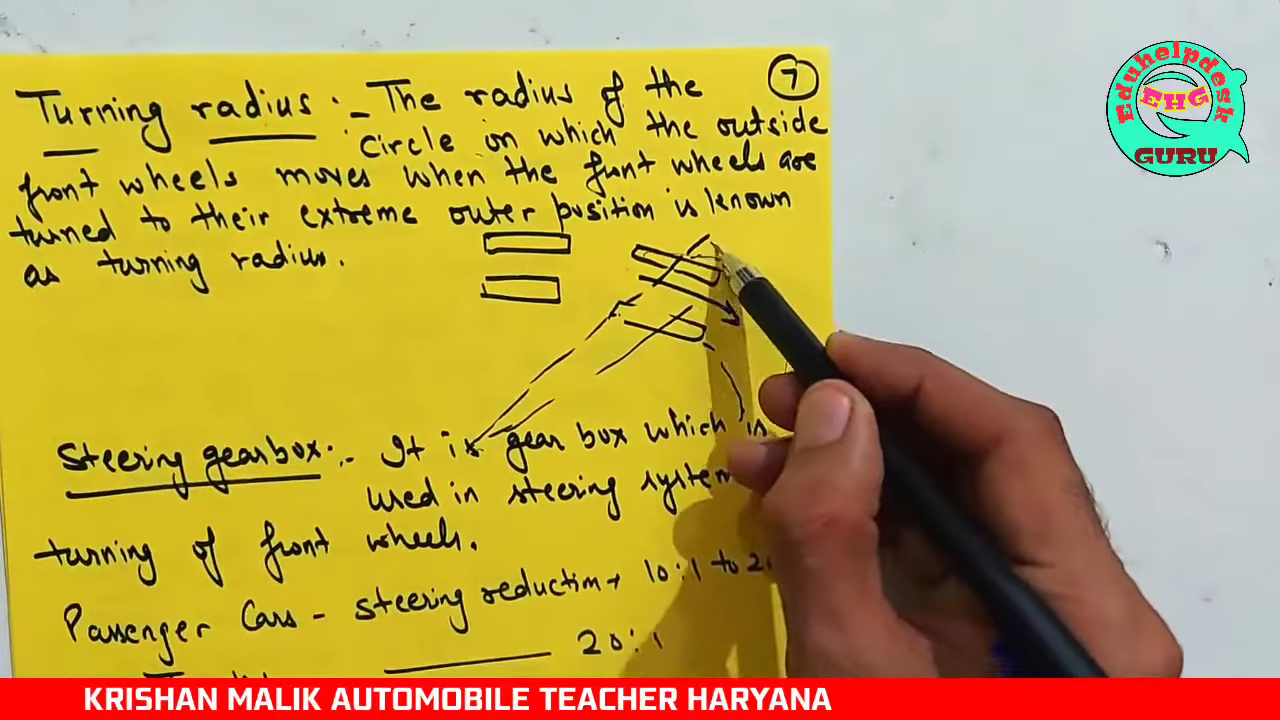 7
Turning radius :- The radius of the
circle on which the outside
front wheels moves when the front wheels are
turned to their extreme outer position is known
as turning radius.
Steering gearbox :- It is gear box which is
used in steering system
turning of front wheels.
Passenger Cars - steering reduction → 10:1 to
20:1
Eduhelpdesk
EHG
GURU
KRISHAN MALIK AUTOMOBILE TEACHER HARYANA